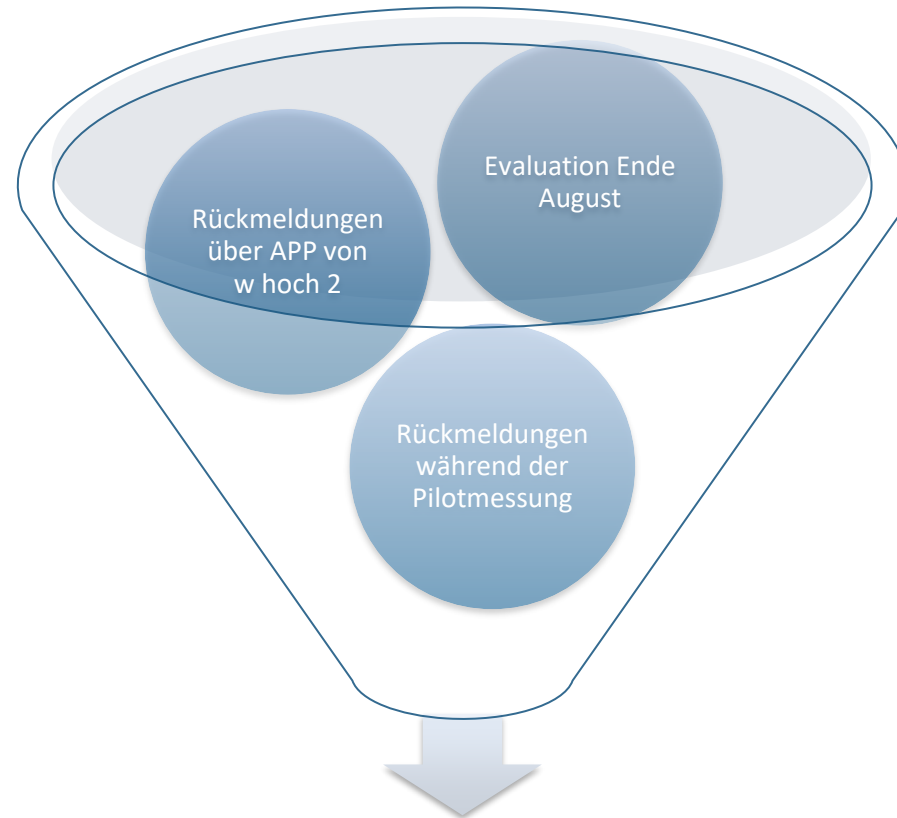 Rückmeldungen
über APP von
w hoch 2
Evaluation Ende
August
Rückmeldungen
während der
Pilotmessung